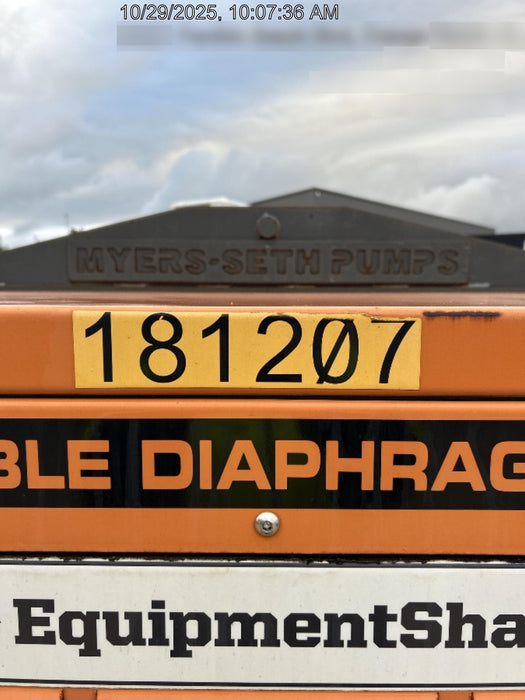 10/29/2025, 10:07:36 AM
MYERS-SETH PUMPS
181207
BLE DIAPHRAG
EquipmentSha